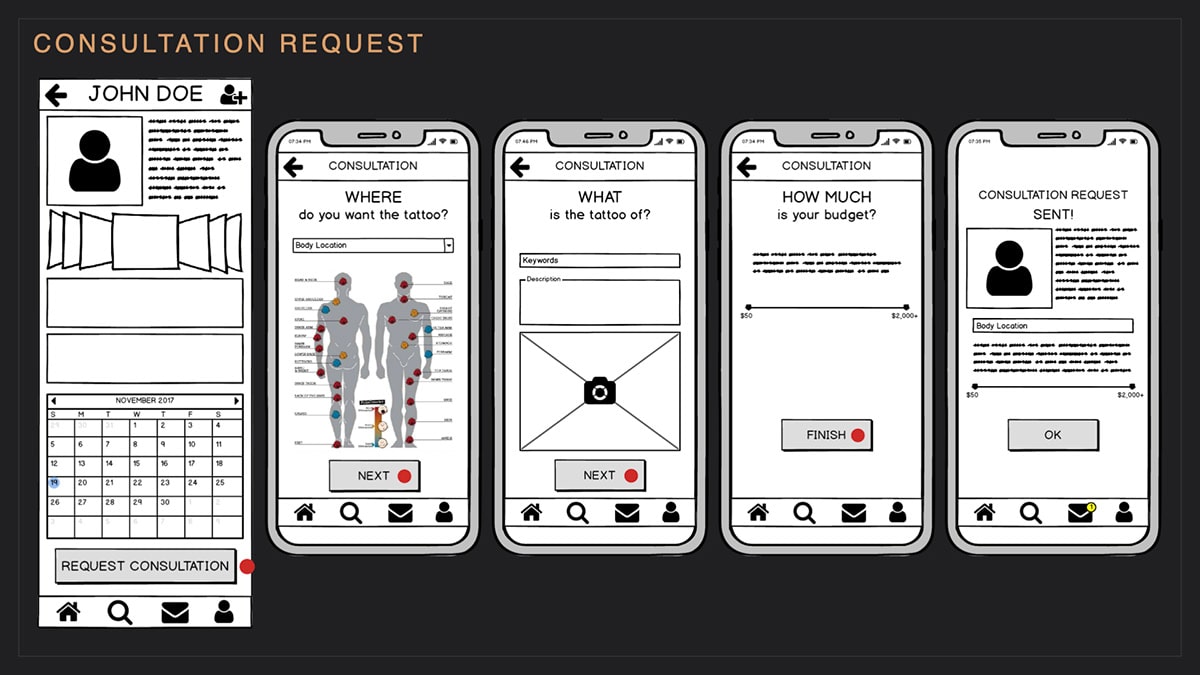 CONSULTATION REQUEST
JOHN DOE
NOVEMBER 2017
S M T W T F S
29 30 31 1 2 3 4
5 6 7 8 9 10 11
12 13 14 15 16 17 18
19 20 21 22 23 24 25
26 27 28 29 30 1 2
3 4 5 6 7 8 9
REQUEST CONSULTATION
07:34 PM
CONSULTATION
WHERE
do you want the tattoo?
Body Location
NEXT
07:46 PM
CONSULTATION
WHAT
is the tattoo of?
Keywords
Description
NEXT
07:34 PM
CONSULTATION
HOW MUCH
is your budget?
$50 $2,000+
FINISH
07:35 PM
CONSULTATION REQUEST
SENT!
Body Location
$50 $2,000+
OK
1